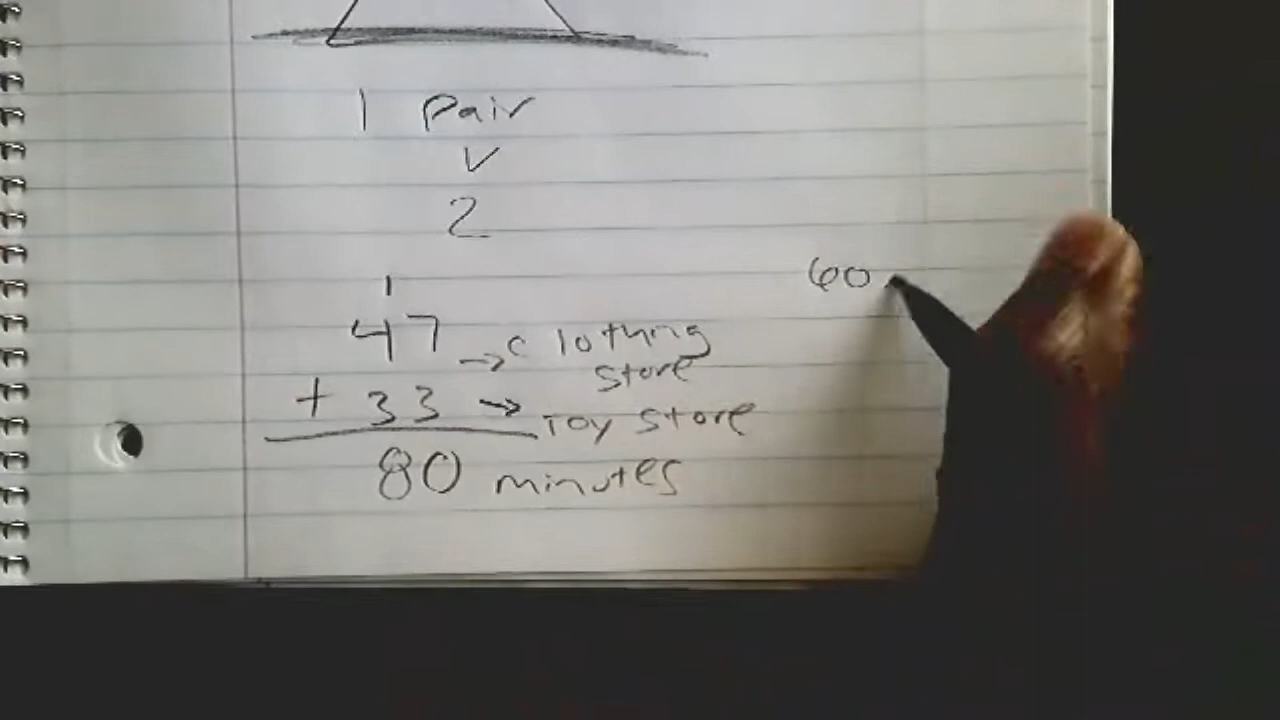 1 Pair
V
2
1
47 → clothing
store
+ 33 → Toy store
80 minutes
60